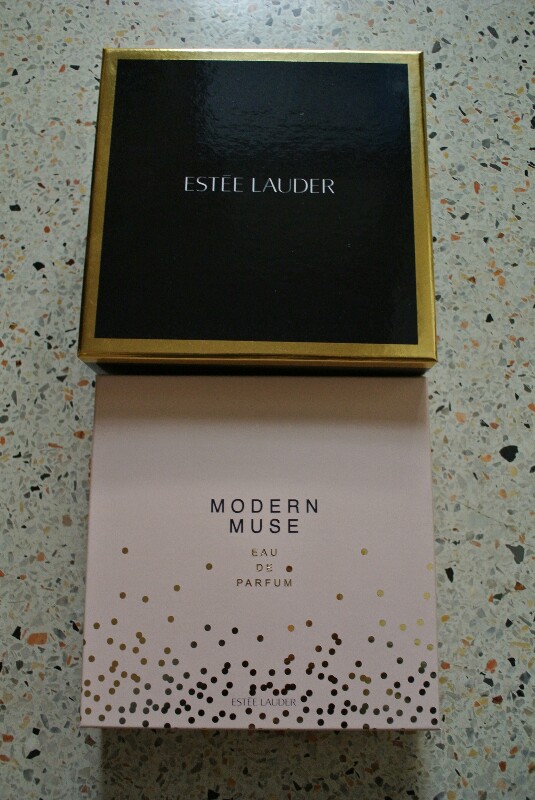 ESTĒE LAUDER
MODERN
MUSE
EAU
DE
PARFUM
ESTĒE LAUDER